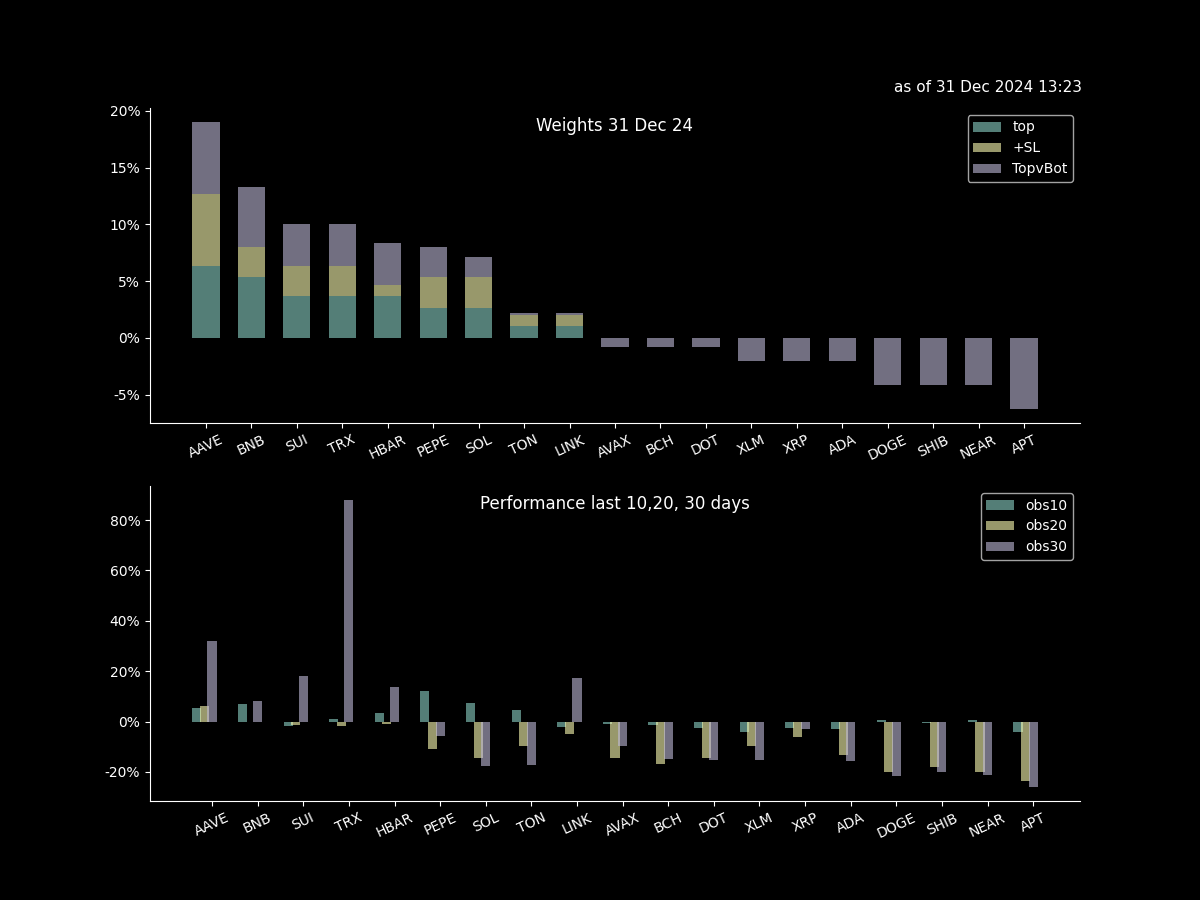 as of 31 Dec 2024 13:23
Weights 31 Dec 24
top
+SL
TopvBot
20%
15%
10%
5%
0%
-5%
AAVE BNB SUI TRX HBAR PEPE SOL TON LINK AVAX BCH DOT XLM XRP ADA DOGE SHIB NEAR APT
Performance last 10,20, 30 days
obs10
obs20
obs30
80%
60%
40%
20%
0%
-20%
AAVE BNB SUI TRX HBAR PEPE SOL TON LINK AVAX BCH DOT XLM XRP ADA DOGE SHIB NEAR APT